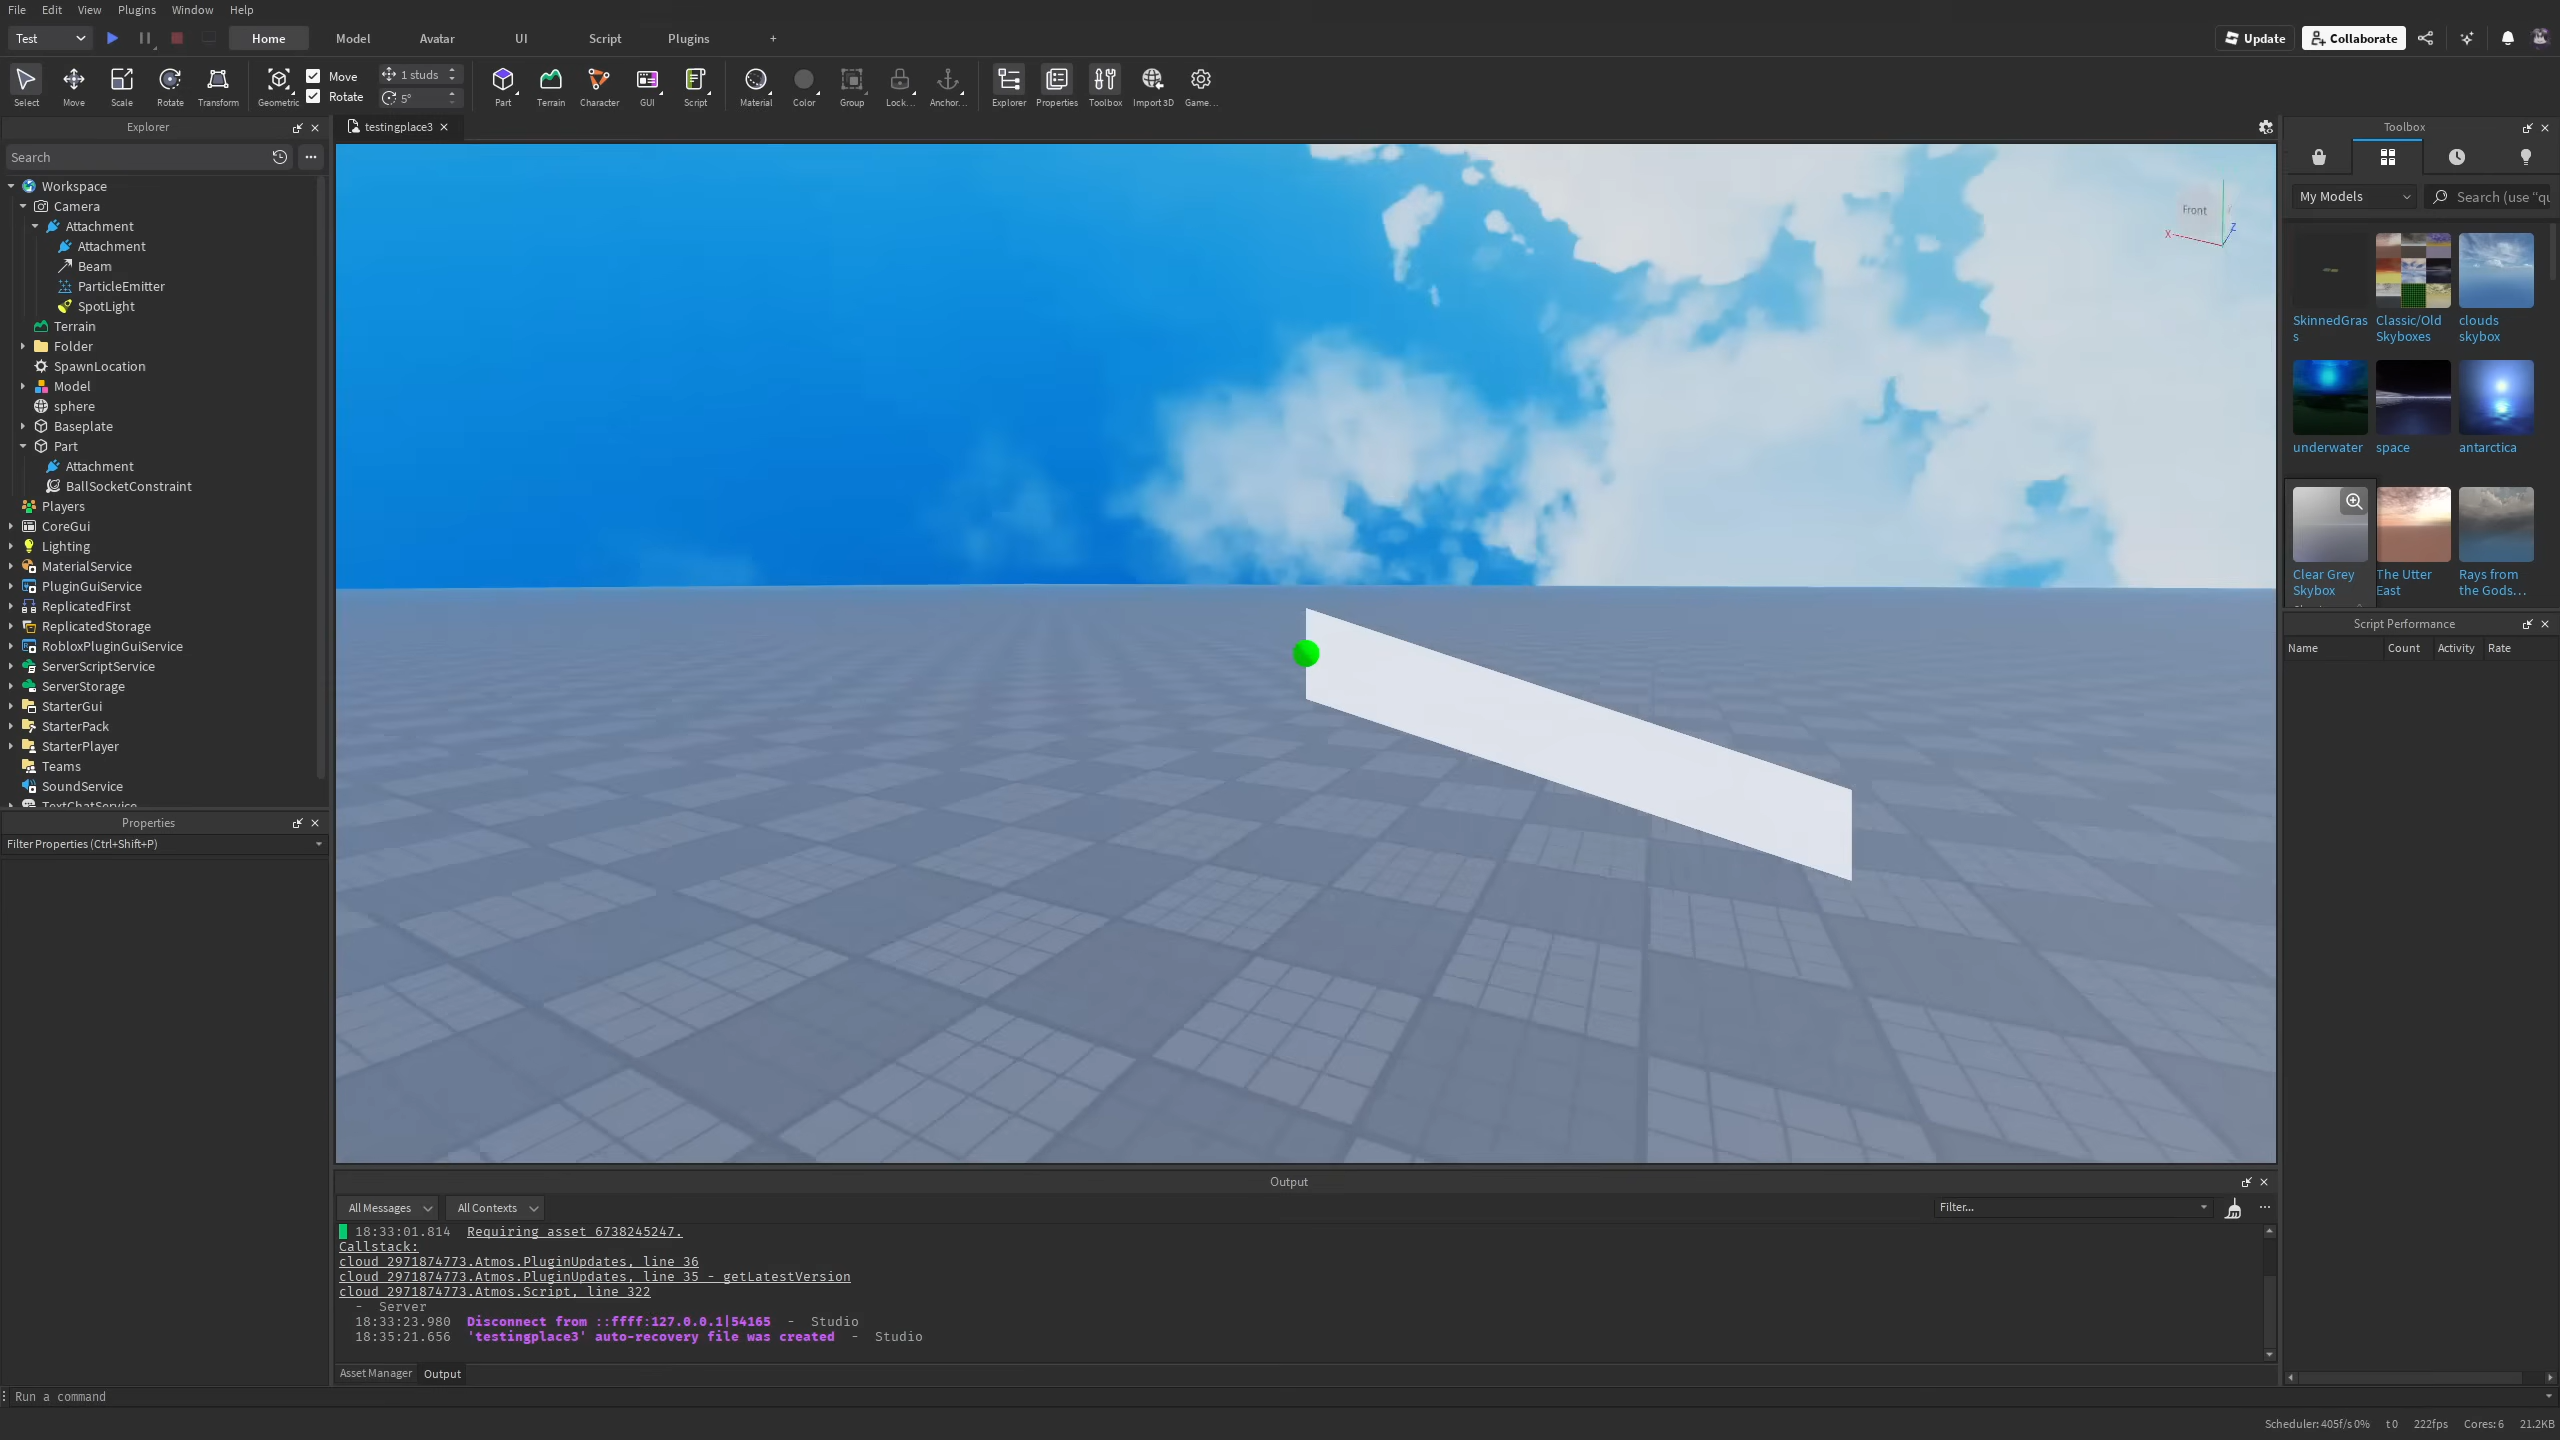 File Edit View Plugins Window Help
Test Home Model Avatar UI Script Plugins + Update Collaborate
Move 1 studs
Rotate 5°
Select Move Scale Rotate Transform Geometric Part Terrain Character GUI Script Material Color Group Lock... Anchor... Explorer Properties Toolbox Import 3D Game...
Explorer
Search
Workspace
Camera
Attachment
Attachment
Beam
ParticleEmitter
SpotLight
Terrain
Folder
SpawnLocation
Model
sphere
Baseplate
Part
Attachment
BallSocketConstraint
Players
CoreGui
Lighting
MaterialService
PluginGuiService
ReplicatedFirst
ReplicatedStorage
RobloxPluginGuiService
ServerScriptService
ServerStorage
StarterGui
StarterPack
StarterPlayer
Teams
SoundService
TextChatService
Properties
Filter Properties (Ctrl+Shift+P)
testingplace3
Front
X
Z
Toolbox
My Models Search (use "qu
SkinnedGras
s
Classic/Old
Skyboxes
clouds
skybox
underwater
space
antarctica
Clear Grey
Skybox
The Utter
East
Rays from
the Gods...
Script Performance
Name Count Activity Rate
Output
All Messages All Contexts Filter...
18:33:01.814 Requiring asset 6738245247.
Callstack:
cloud_2971874773.Atmos.PluginUpdates, line 36
cloud_2971874773.Atmos.PluginUpdates, line 35 - getLatestVersion
cloud_2971874773.Atmos.Script, line 322
- Server
18:33:23.980 Disconnect from ::ffff:127.0.0.1|54165 - Studio
18:35:21.656 'testingplace3' auto-recovery file was created - Studio
Asset Manager Output
Run a command
Scheduler: 405f/s 0% t 0 222fps Cores: 6 21.2KB